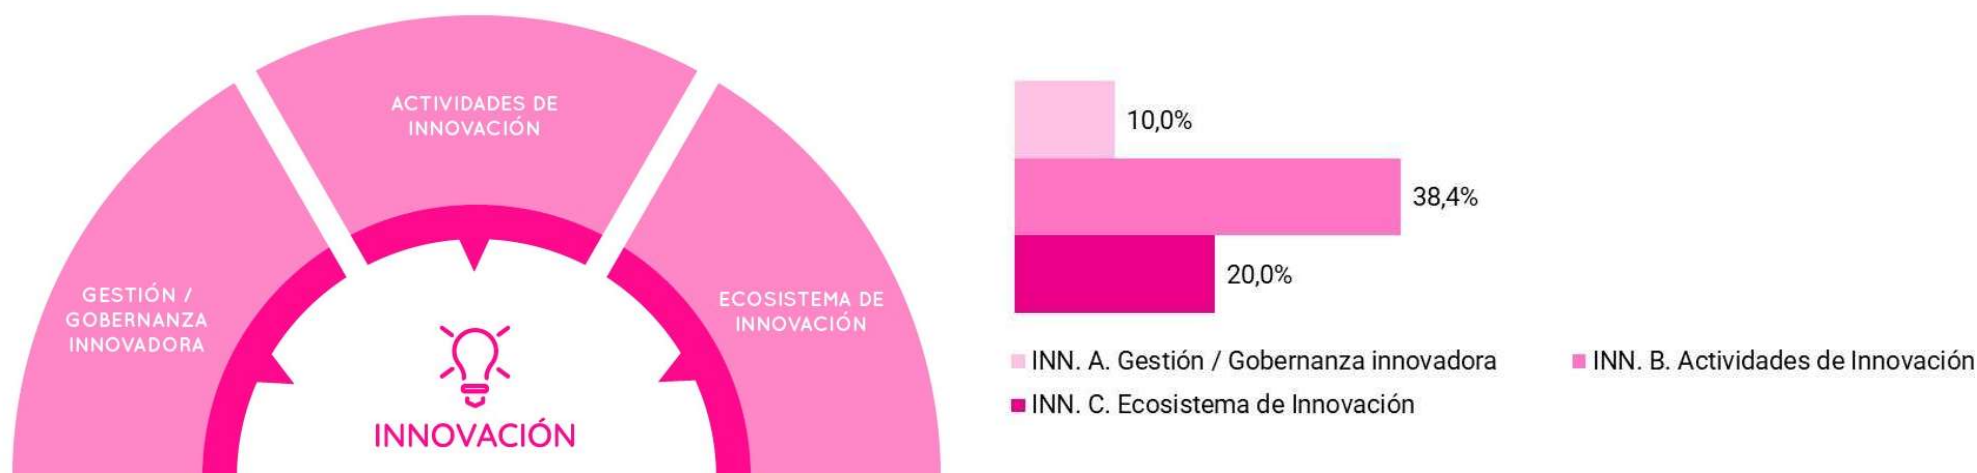 ACTIVIDADES DE
INNOVACIÓN
GESTIÓN /
GOBERNANZA
INNOVADORA
ECOSISTEMA DE
INNOVACIÓN
INNOVACIÓN
10,0%
38,4%
20,0%
INN. A. Gestión / Gobernanza innovadora
INN. B. Actividades de Innovación
INN. C. Ecosistema de Innovación